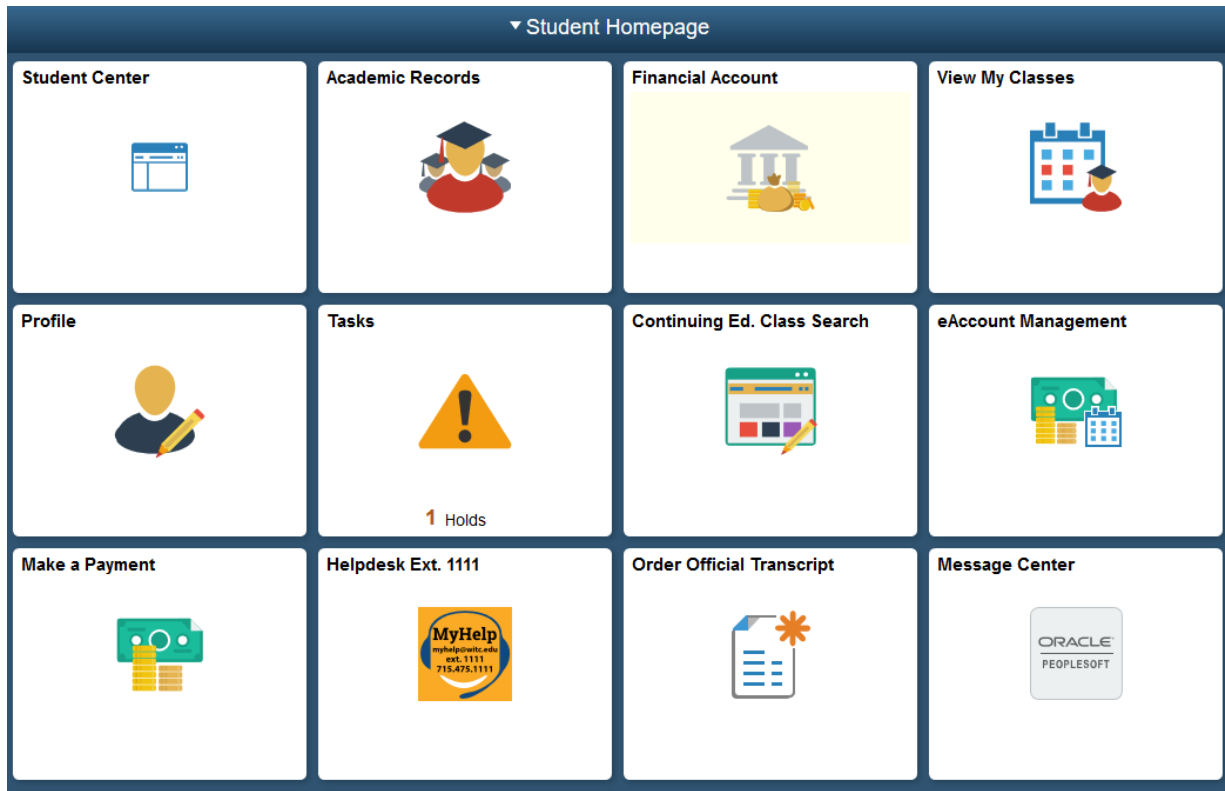 Student Homepage
Student Center
Academic Records
Financial Account
View My Classes
Profile
Tasks
1 Holds
Continuing Ed. Class Search
eAccount Management
Make a Payment
Helpdesk Ext. 1111
MyHelp
myhelp@witc.edu
ext. 1111
715.475.1111
Order Official Transcript
Message Center
ORACLE
PEOPLESOFT